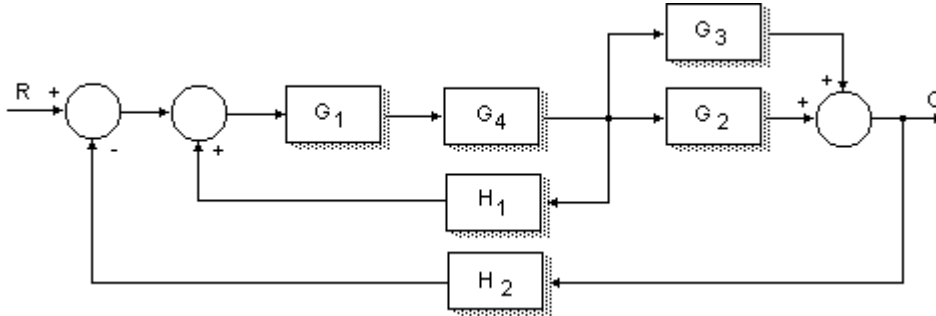 G3
R + + + C
G1 G4 G2
- +
H1
H2